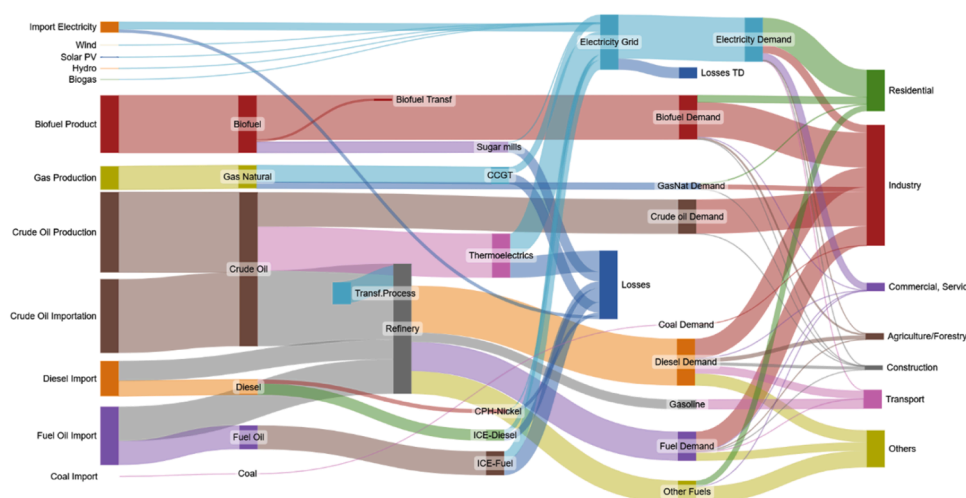 Import Electricity
Wind
Solar PV
Hydro
Biogas
Electricity Grid
Electricity Demand
Losses TD
Residential
Biofuel Product
Biofuel
Biofuel Transf
Biofuel Demand
Sugar mills
Gas Production
Gas Natural
CCGT
GasNat Demand
Industry
Crude Oil Production
Crude Oil
Crude oil Demand
Thermoelectrics
Losses
Transf.Process
Commercial, Servic
Crude Oil Importation
Refinery
Coal Demand
Agriculture/Forestry
Diesel Import
Diesel
Diesel Demand
Construction
CPH-Nickel
Gasoline
Transport
Fuel Oil Import
Fuel Oil
ICE-Diesel
Fuel Demand
Others
ICE-Fuel
Coal Import
Coal
Other Fuels